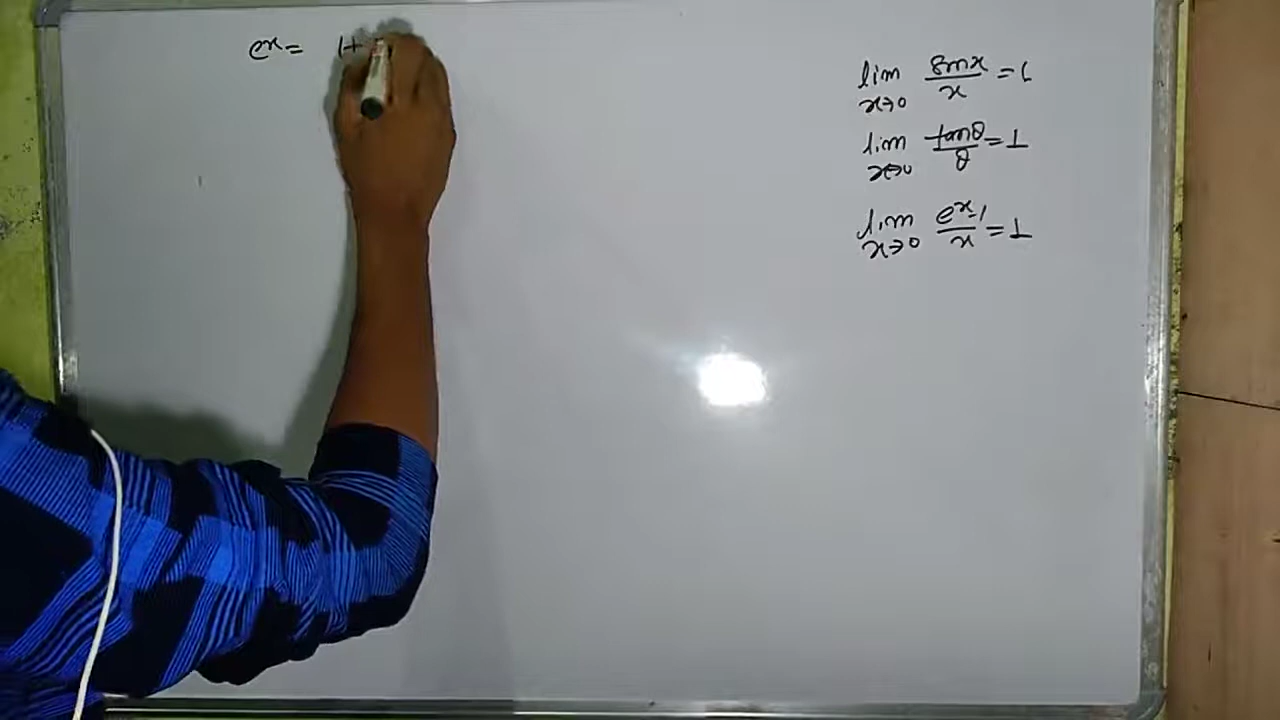 eˣ = 1+
lim x→0 sinx/x = 1
lim x→0 tanθ/θ = 1
lim x→0 eˣ-1/x = 1